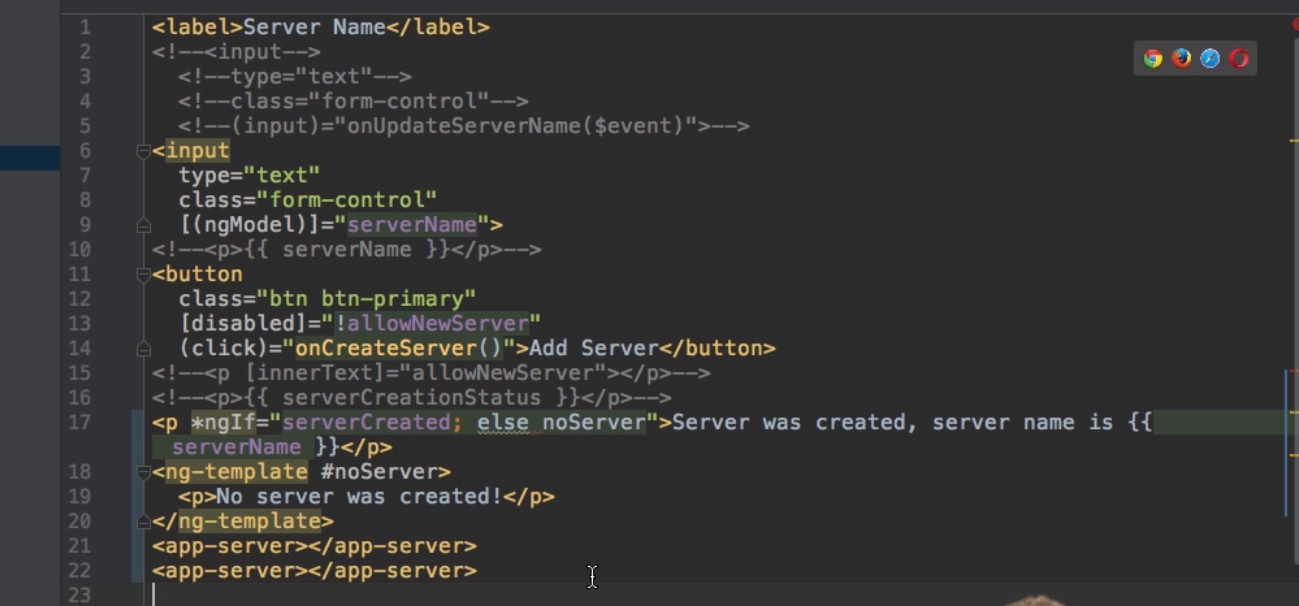 1 <label>Server Name</label>
2 <!--<input-->
3 <!--type="text"-->
4 <!--class="form-control"-->
5 <!--(input)="onUpdateServerName($event)">-->
6 <input
7 type="text"
8 class="form-control"
9 [(ngModel)]="serverName">
10 <!--<p>{{ serverName }}</p>-->
11 <button
12 class="btn btn-primary"
13 [disabled]="!allowNewServer"
14 (click)="onCreateServer()">Add Server</button>
15 <!--<p [innerText]="allowNewServer"></p>-->
16 <!--<p>{{ serverCreationStatus }}</p>-->
17 <p *ngIf="serverCreated; else noServer">Server was created, server name is {{
serverName }}</p>
18 <ng-template #noServer>
19 <p>No server was created!</p>
20 </ng-template>
21 <app-server></app-server>
22 <app-server></app-server>
23